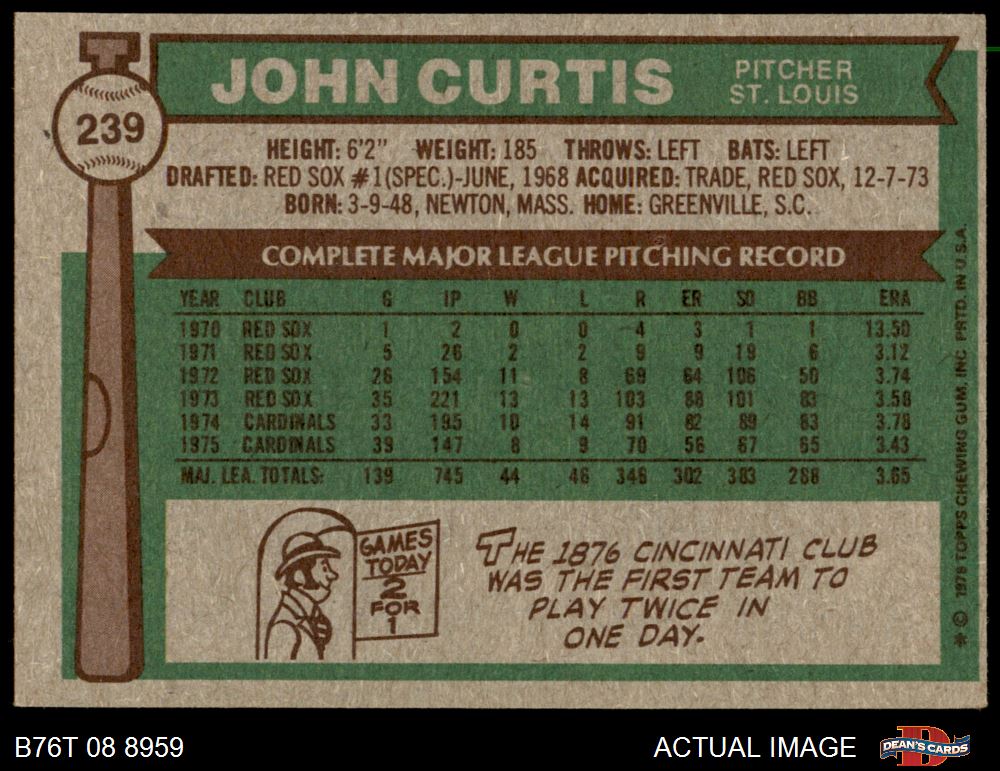 JOHN CURTIS
PITCHER
ST. LOUIS
239
HEIGHT: 6'2" WEIGHT: 185 THROWS: LEFT BATS: LEFT
DRAFTED: RED SOX #1(SPEC.)-JUNE, 1968 ACQUIRED: TRADE, RED SOX, 12-7-73
BORN: 3-9-48, NEWTON, MASS. HOME: GREENVILLE, S.C.
COMPLETE MAJOR LEAGUE PITCHING RECORD
YEAR CLUB G IP W L R ER SO BB ERA
1970 RED SOX 1 2 0 0 4 3 1 1 13.50
1971 RED SOX 5 26 2 2 9 9 19 6 3.12
1972 RED SOX 26 154 11 8 69 64 106 50 3.74
1973 RED SOX 35 221 13 13 103 88 101 83 3.58
1974 CARDINALS 33 195 10 14 91 82 89 83 3.78
1975 CARDINALS 39 147 8 9 70 56 67 65 3.43
MAJ. LEA. TOTALS: 139 745 44 46 346 302 383 288 3.65
GAMES
TODAY
2
FOR
1
THE 1876 CINCINNATI CLUB
WAS THE FIRST TEAM TO
PLAY TWICE IN
ONE DAY.
* © 1976 TOPPS CHEWING GUM, INC. PRTD. IN U.S.A.
B76T 08 8959
ACTUAL IMAGE
DEAN'S CARDS